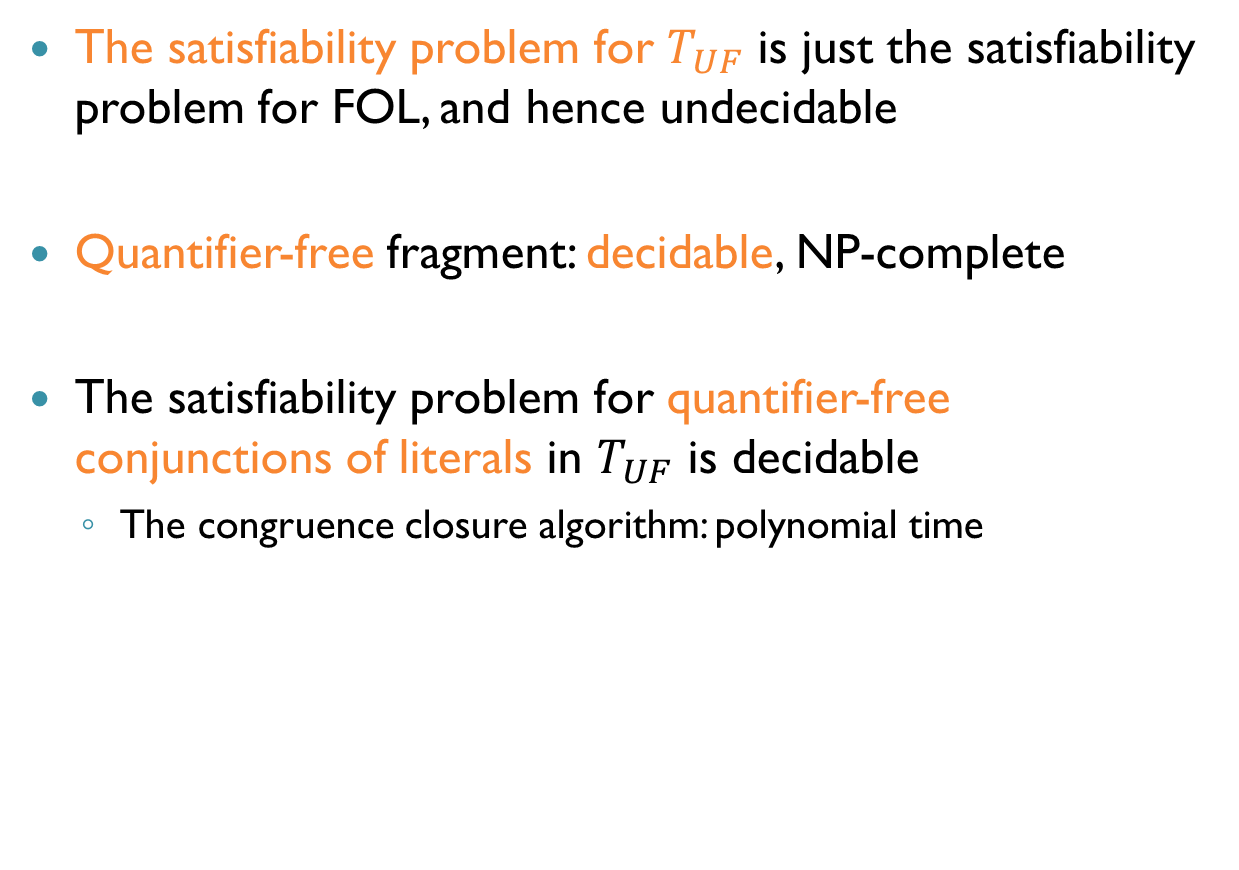 • The satisfiability problem for T_UF is just the satisfiability
problem for FOL, and hence undecidable
• Quantifier-free fragment: decidable, NP-complete
• The satisfiability problem for quantifier-free
conjunctions of literals in T_UF is decidable
◦ The congruence closure algorithm: polynomial time